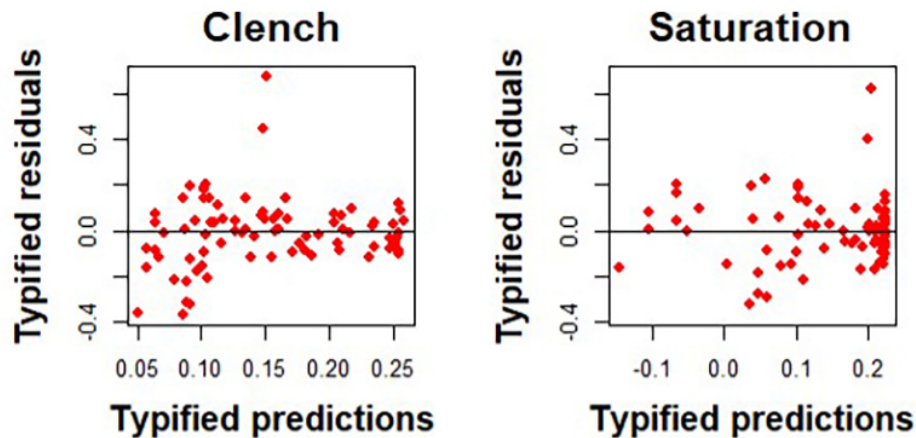 Clench
Typified residuals
0.4
0.0
-0.4
0.05 0.10 0.15 0.20 0.25
Typified predictions
Saturation
Typified residuals
0.4
0.0
-0.4
-0.1 0.0 0.1 0.2
Typified predictions